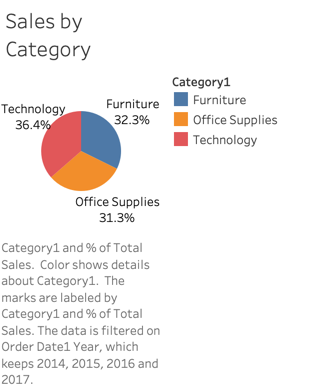 Sales by
Category
Category1
Furniture
Office Supplies
Technology
Technology
36.4%
Furniture
32.3%
Office Supplies
31.3%
Category1 and % of Total
Sales.  Color shows details
about Category1.  The
marks are labeled by
Category1 and % of Total
Sales. The data is filtered on
Order Date1 Year, which
keeps 2014, 2015, 2016 and
2017.